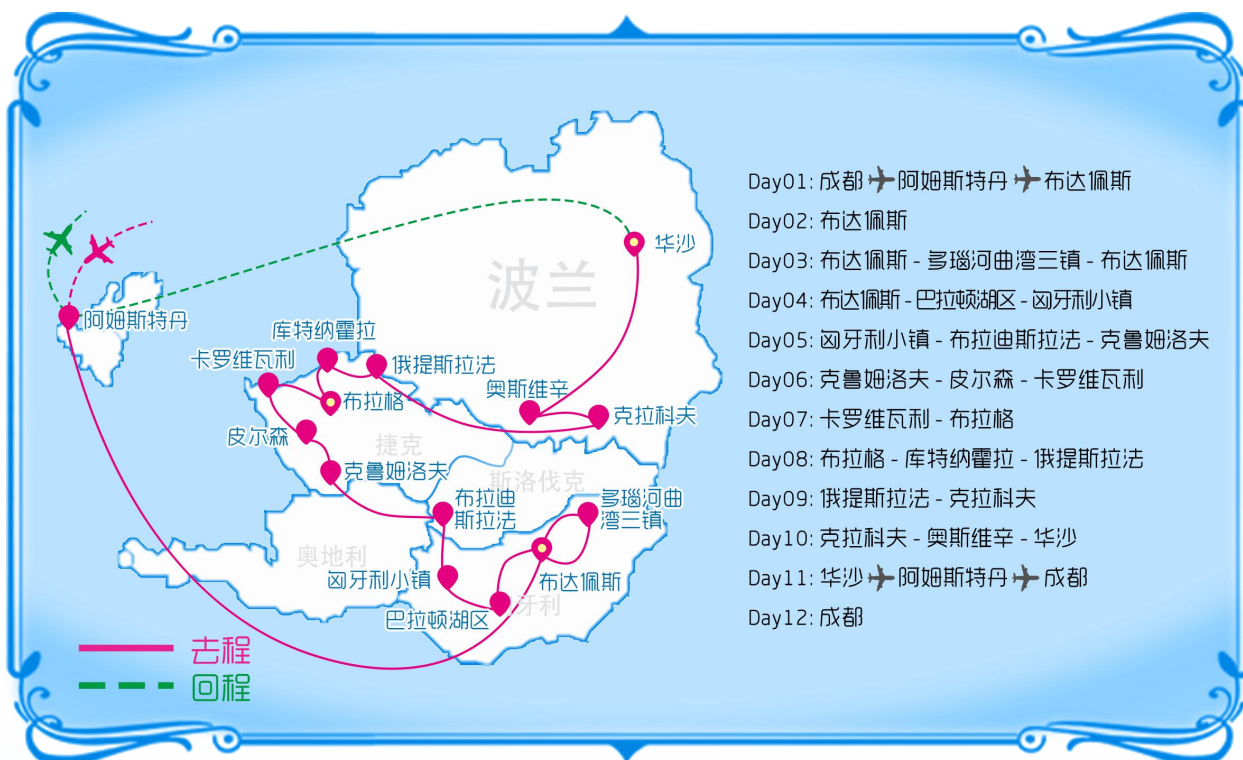 Day01: 成都 阿姆斯特丹 布达佩斯
Day02: 布达佩斯
Day03: 布达佩斯 - 多瑙河曲湾三镇 - 布达佩斯
Day04: 布达佩斯 - 巴拉顿湖区 - 匈牙利小镇
Day05: 匈牙利小镇 - 布拉迪斯拉法 - 克鲁姆洛夫
Day06: 克鲁姆洛夫 - 皮尔森 - 卡罗维瓦利
Day07: 卡罗维瓦利 - 布拉格
Day08: 布拉格 - 库特纳霍拉 - 俄提斯拉法
Day09: 俄提斯拉法 - 克拉科夫
Day10: 克拉科夫 - 奥斯维辛 - 华沙
Day11: 华沙 阿姆斯特丹 成都
Day12: 成都
华沙
波兰
阿姆斯特丹
库特纳霍拉
卡罗维瓦利
俄提斯拉法
布拉格
奥斯维辛
克拉科夫
皮尔森
捷克
克鲁姆洛夫
斯洛伐克
布拉迪
斯拉法
多瑙河曲
湾三镇
奥地利
匈牙利小镇
布达佩斯
巴拉顿湖区
牙利
去程
回程